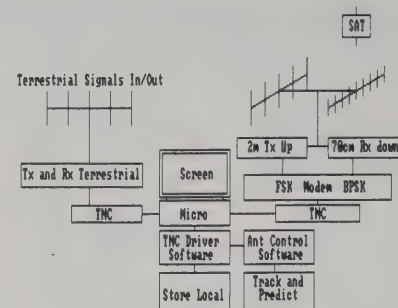 SAT
Terrestrial Signals In/Out
2m Tx Up
70cm Rx down
Tx and Rx Terrestrial
Screen
FSK Modem BPSK
TNC
Micro
TNC
TNC Driver
Software
Ant Control
Software
Store Local
Track and
Predict